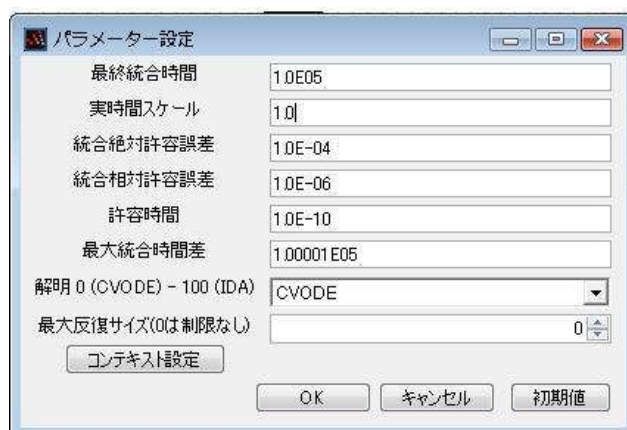 パラメーター設定
最終統合時間 1.0E05
実時間スケール 1.0
統合絶対許容誤差 1.0E-04
統合相対許容誤差 1.0E-06
許容時間 1.0E-10
最大統合時間差 1.00001E05
解明 0 (CVODE) - 100 (IDA) CVODE
最大反復サイズ(0は制限なし) 0
コンテキスト設定
OK キャンセル 初期値